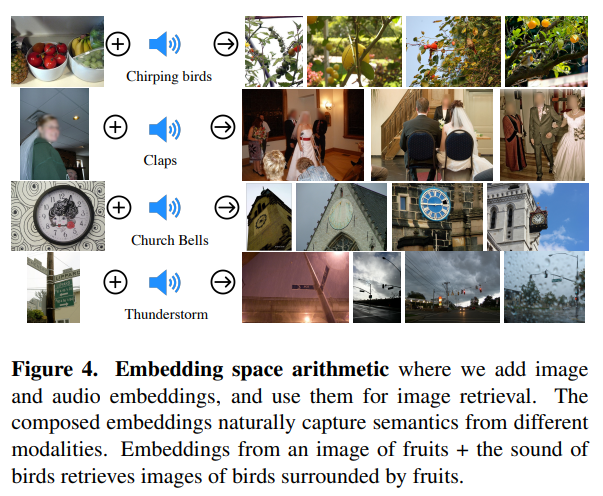 Chirping birds
Claps
Church Bells
Thunderstorm
Figure 4. Embedding space arithmetic where we add image
and audio embeddings, and use them for image retrieval. The
composed embeddings naturally capture semantics from different
modalities. Embeddings from an image of fruits + the sound of
birds retrieves images of birds surrounded by fruits.